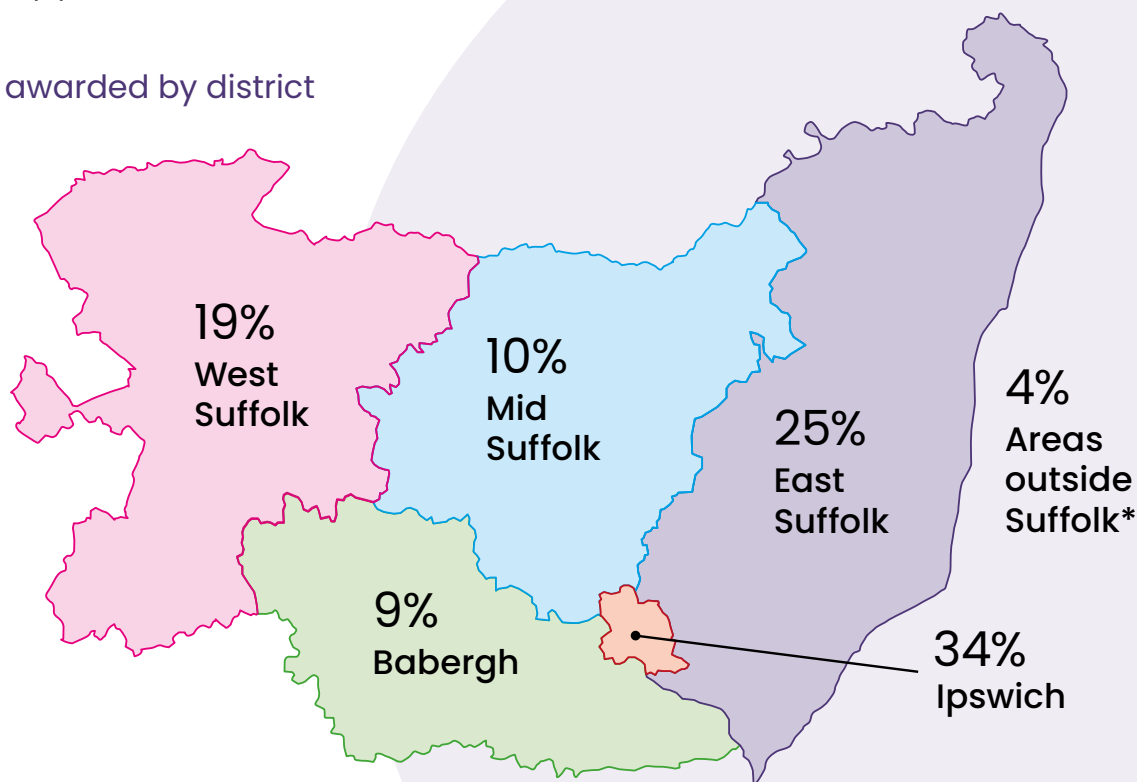 awarded by district
19%
West
Suffolk
10%
Mid
Suffolk
25%
East
Suffolk
4%
Areas
outside
Suffolk*
9%
Babergh
34%
Ipswich